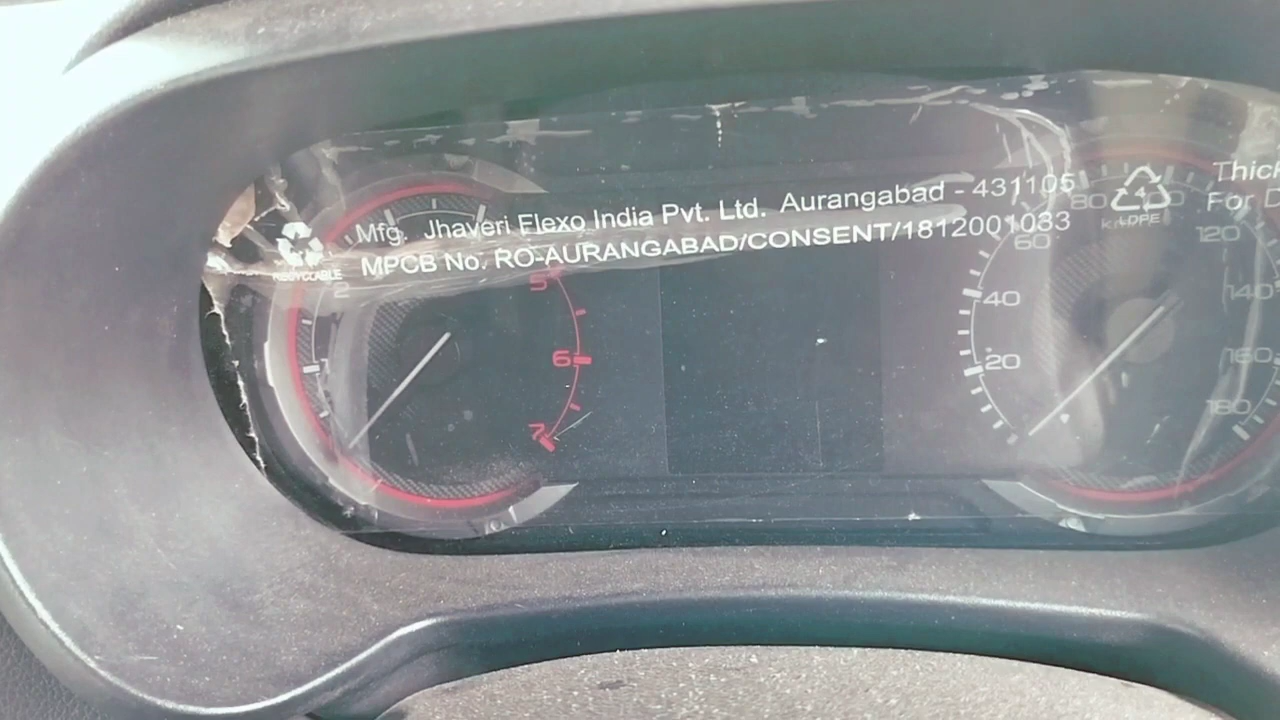 Mfg. Jhaveri Flexo India Pvt. Ltd. Aurangabad - 431105
MPCB No. RO-AURANGABAD/CONSENT/1812001033
RECYCLABLE
4
LDPE
Thick
For D
1
2
5
6
7
20
40
60
80
120
140
160
180